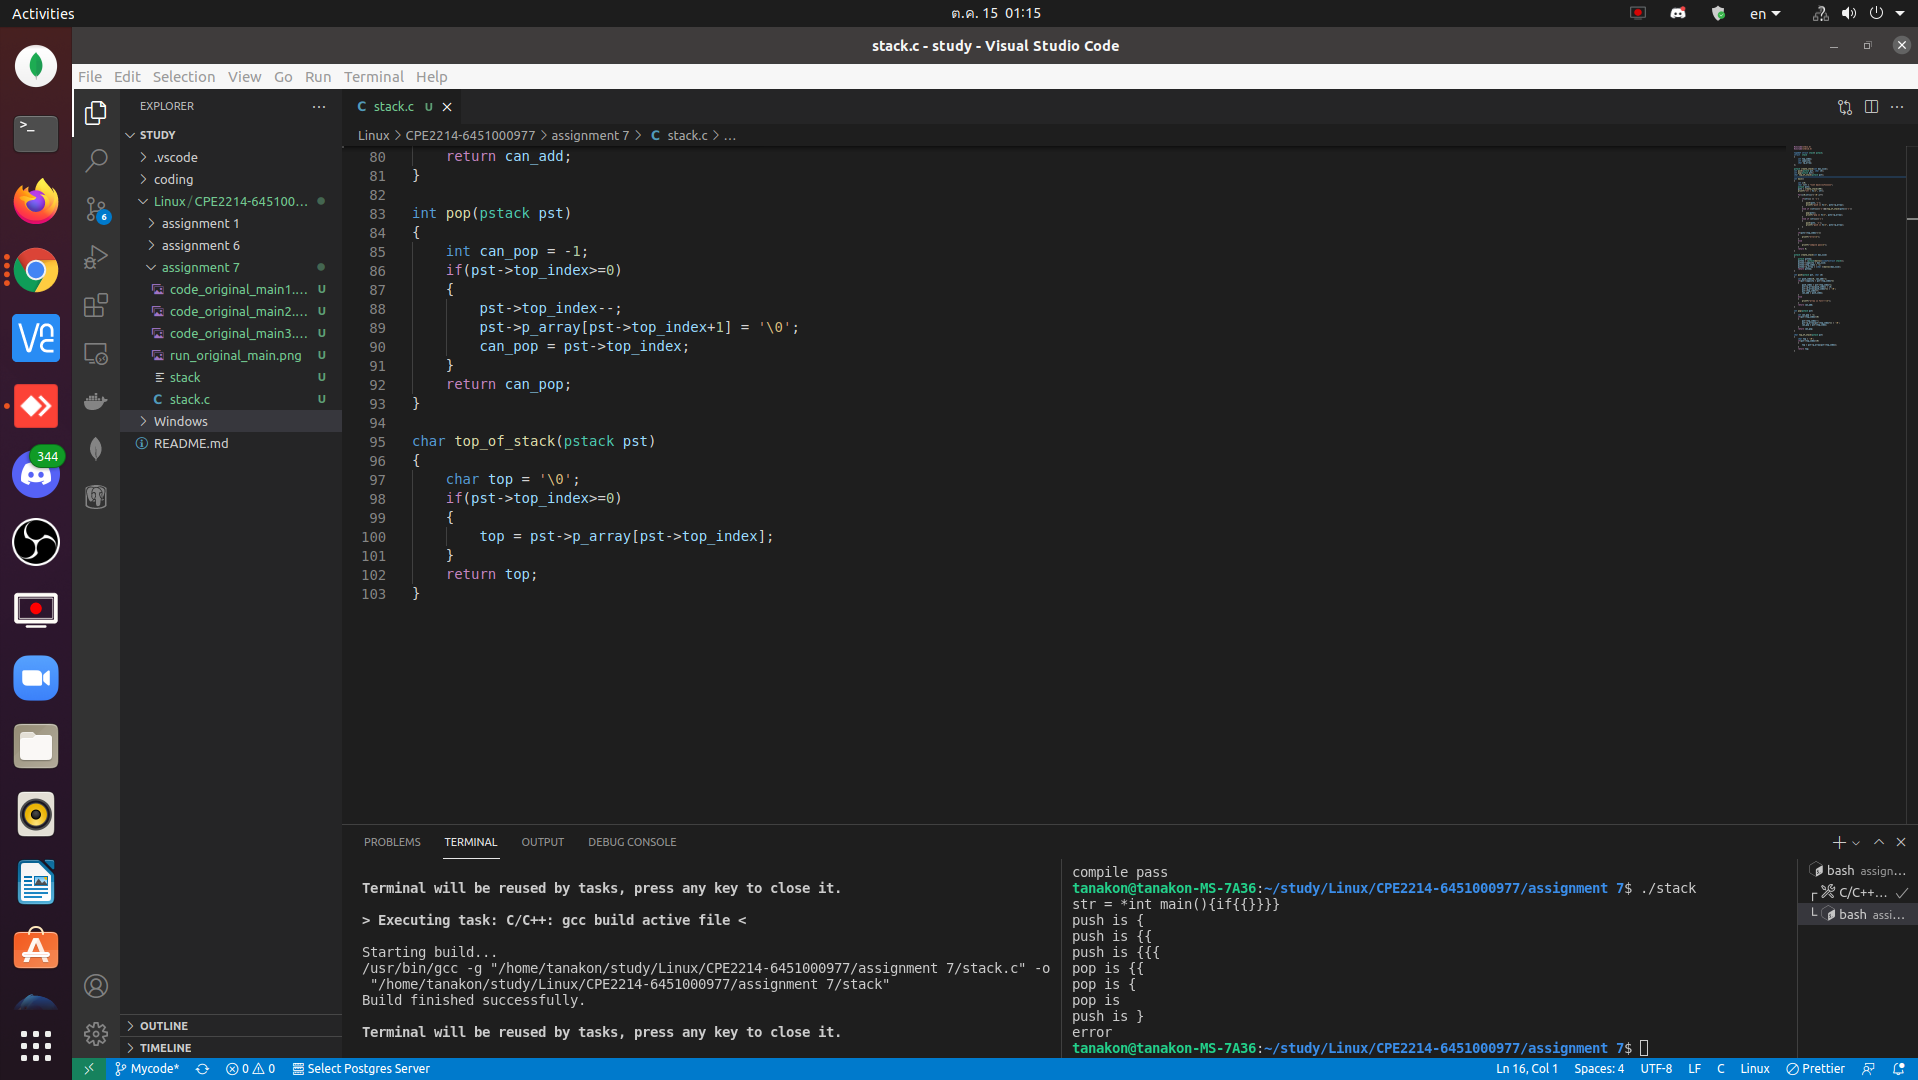 Activities
ต.ค. 15 01:15
en
stack.c - study - Visual Studio Code
File Edit Selection View Go Run Terminal Help
EXPLORER
STUDY
.vscode
coding
Linux/CPE2214-645100...
assignment 1
assignment 6
assignment 7
code_original_main1.... U
code_original_main2.... U
code_original_main3.... U
run_original_main.png U
stack U
stack.c U
Windows
README.md
OUTLINE
TIMELINE
6
344
stack.c U
Linux > CPE2214-6451000977 > assignment 7 > C stack.c > ...
80 return can_add;
81 }
82
83 int pop(pstack pst)
84 {
85 int can_pop = -1;
86 if(pst->top_index>=0)
87 {
88 pst->top_index--;
89 pst->p_array[pst->top_index+1] = '\0';
90 can_pop = pst->top_index;
91 }
92 return can_pop;
93 }
94
95 char top_of_stack(pstack pst)
96 {
97 char top = '\0';
98 if(pst->top_index>=0)
99 {
100 top = pst->p_array[pst->top_index];
101 }
102 return top;
103 }
PROBLEMS TERMINAL OUTPUT DEBUG CONSOLE
Terminal will be reused by tasks, press any key to close it.
> Executing task: C/C++: gcc build active file <
Starting build...
/usr/bin/gcc -g "/home/tanakon/study/Linux/CPE2214-6451000977/assignment 7/stack.c" -o
"/home/tanakon/study/Linux/CPE2214-6451000977/assignment 7/stack"
Build finished successfully.
Terminal will be reused by tasks, press any key to close it.
compile pass
tanakon@tanakon-MS-7A36:~/study/Linux/CPE2214-6451000977/assignment 7$ ./stack
str = *int main(){if{{}}}}
push is {
push is {{
push is {{{
pop is {{
pop is {
pop is
push is }
error
tanakon@tanakon-MS-7A36:~/study/Linux/CPE2214-6451000977/assignment 7$
bash assign...
C/C++...
bash assi...
Mycode* 0 0 Select Postgres Server
Ln 16, Col 1 Spaces: 4 UTF-8 LF C Linux Prettier